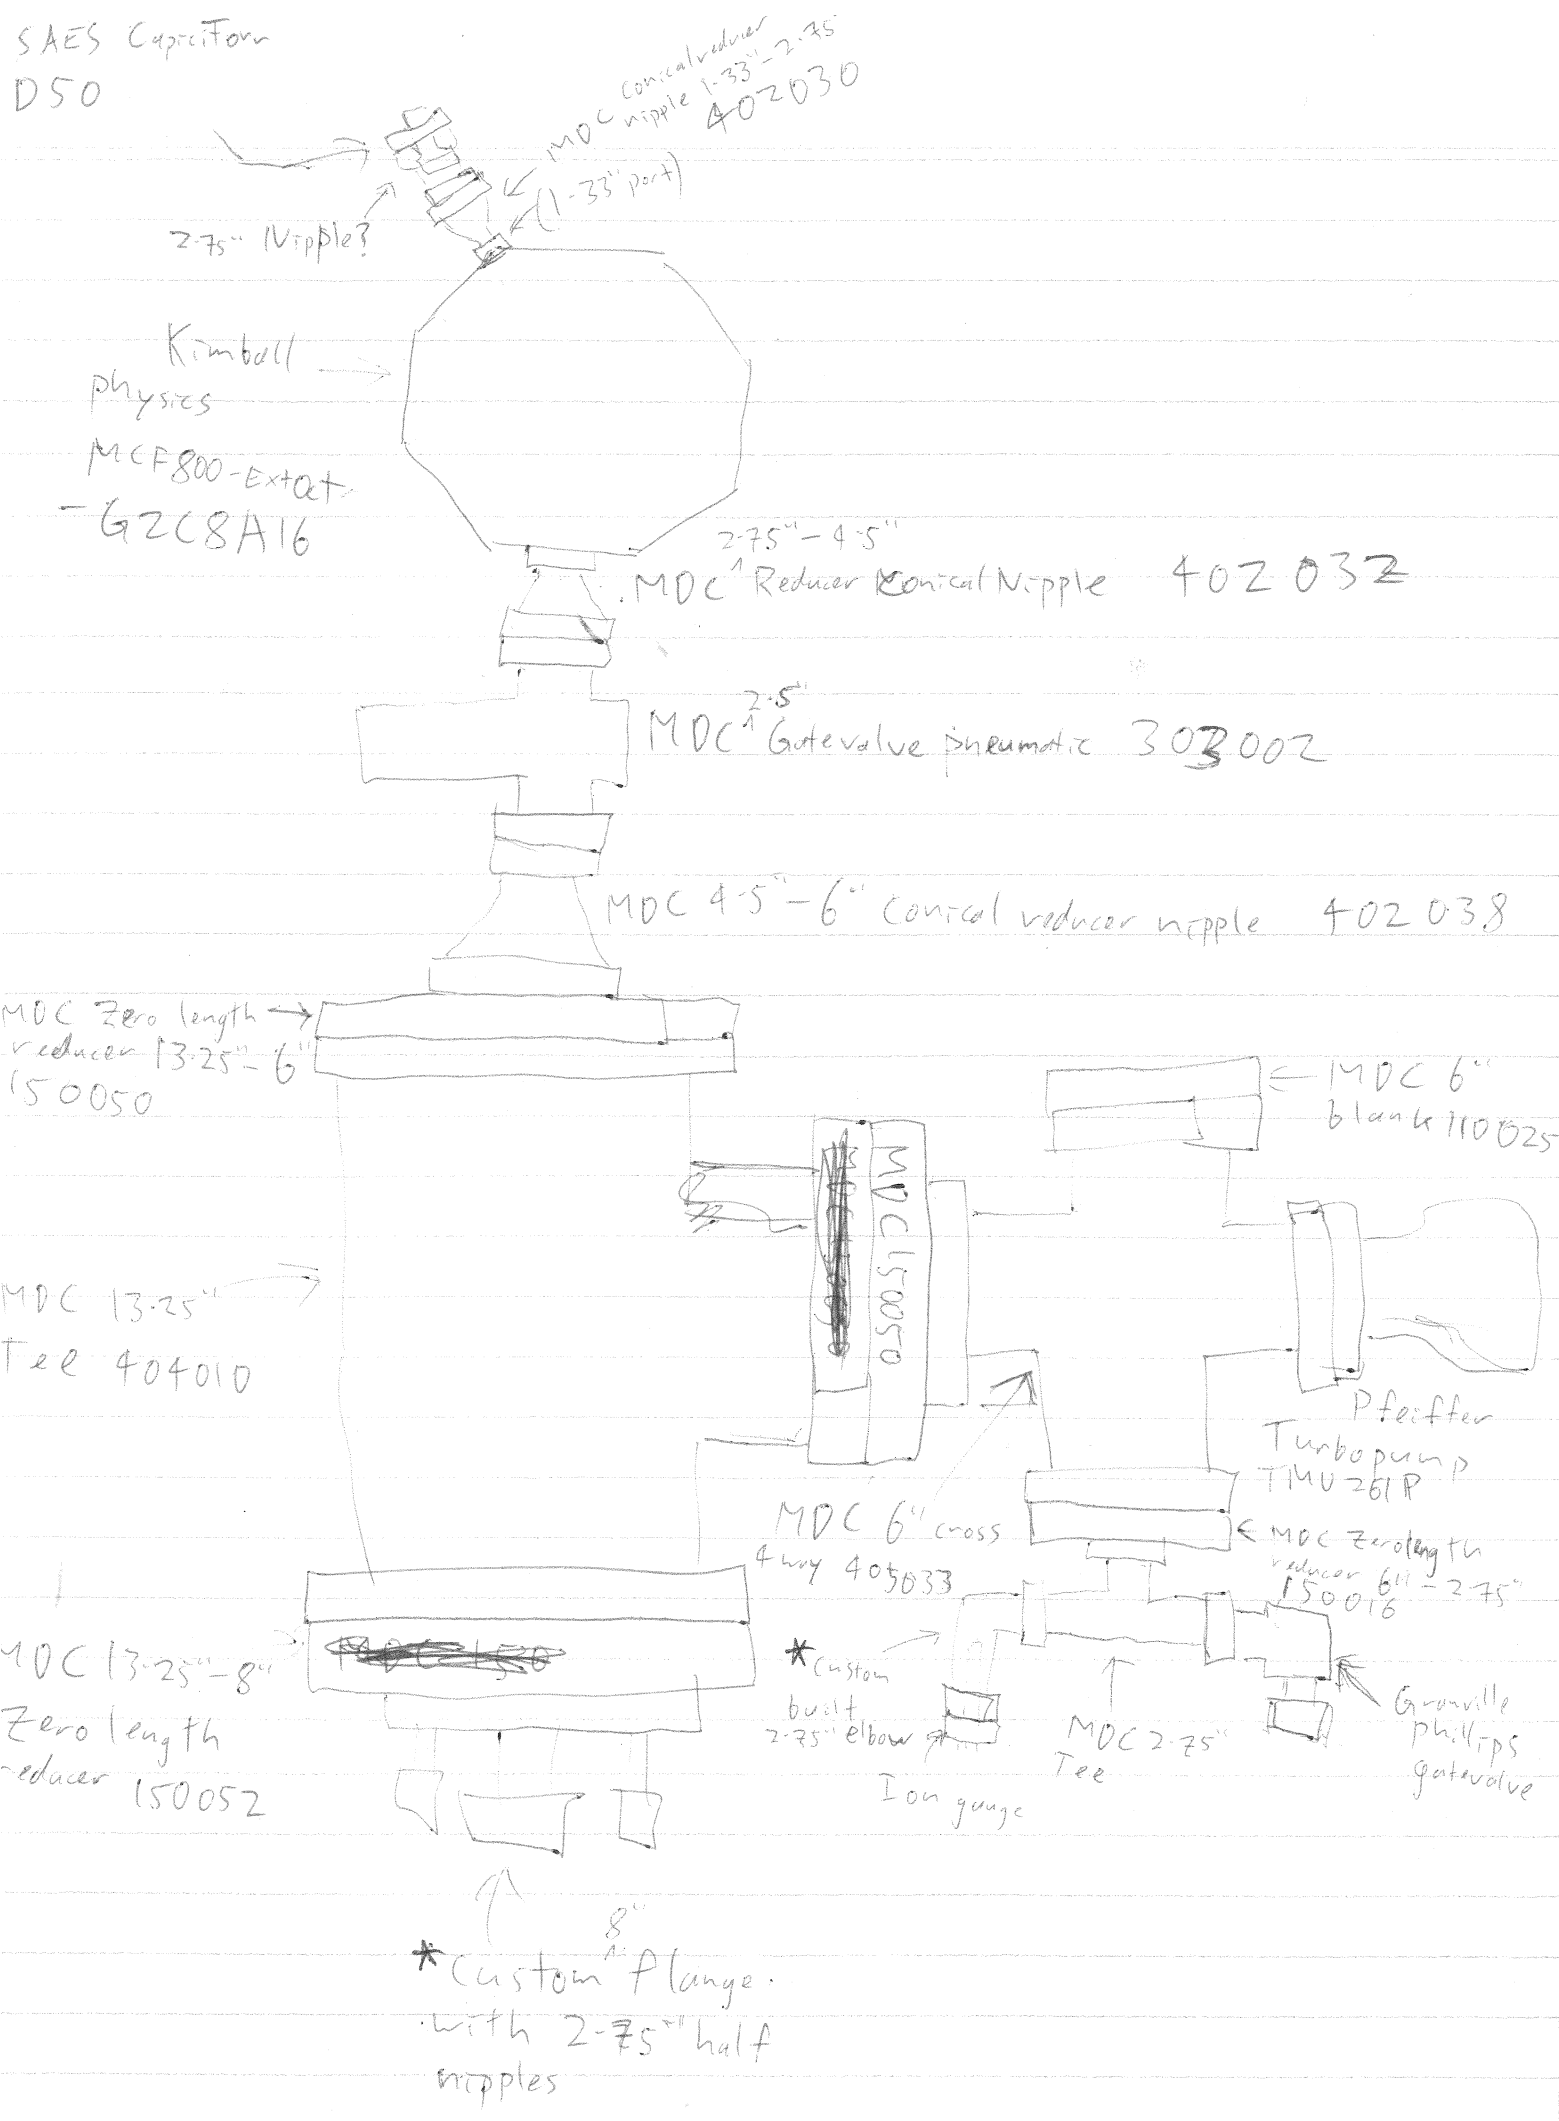 SAES CapiciTorr
D50
MDC conical reducer
nipple 1-33" - 2-75
402030
(1-33" port)
2-75" Nipple?
Kimball
physics
MCF800-ExtOct
-G2C8A16
2-75" - 4-5"
MDC ^ Reducer Conical Nipple 402032
2-5"
MDC ^ Gatevalve pneumatic 303002
MDC 4-5" - 6" Conical reducer nipple 402038
MDC Zero length
reducer 13-25" - 6"
150050
MDC 6"
blank 110025
MDC 150050
MDC 13-25"
Tee 404010
Pfeiffer
Turbopump
TMU 261 P
MDC 6" cross
4 way 405033
MDC Zero length
reducer 6" - 2-75"
150016
MDC 13-25" - 8"
Zero length
reducer 150052
* Custom
built
2-75" elbow
Ion gauge
MDC 2-75"
Tee
Granville
phillips
gatevalve
8"
* Custom ^ flange.
with 2-75" half
nipples